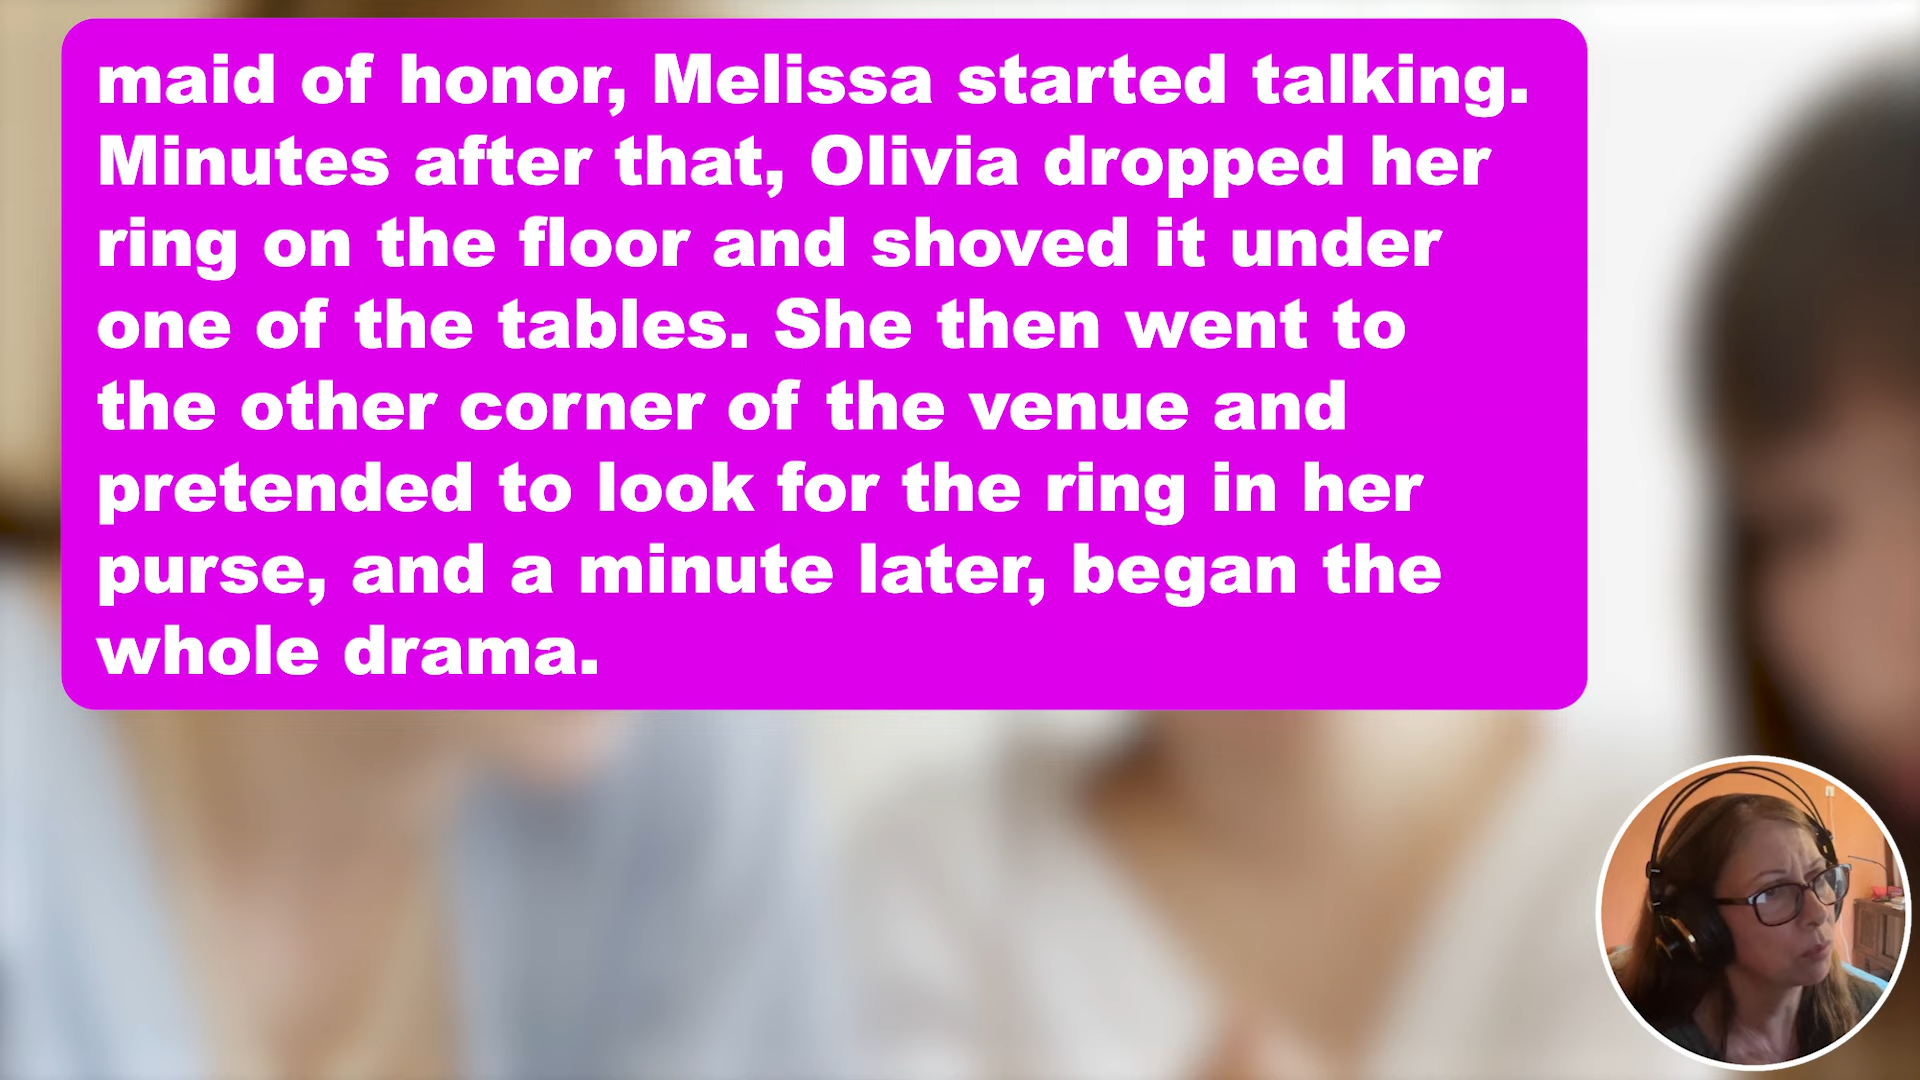 maid of honor, Melissa started talking.
Minutes after that, Olivia dropped her
ring on the floor and shoved it under
one of the tables. She then went to
the other corner of the venue and
pretended to look for the ring in her
purse, and a minute later, began the
whole drama.